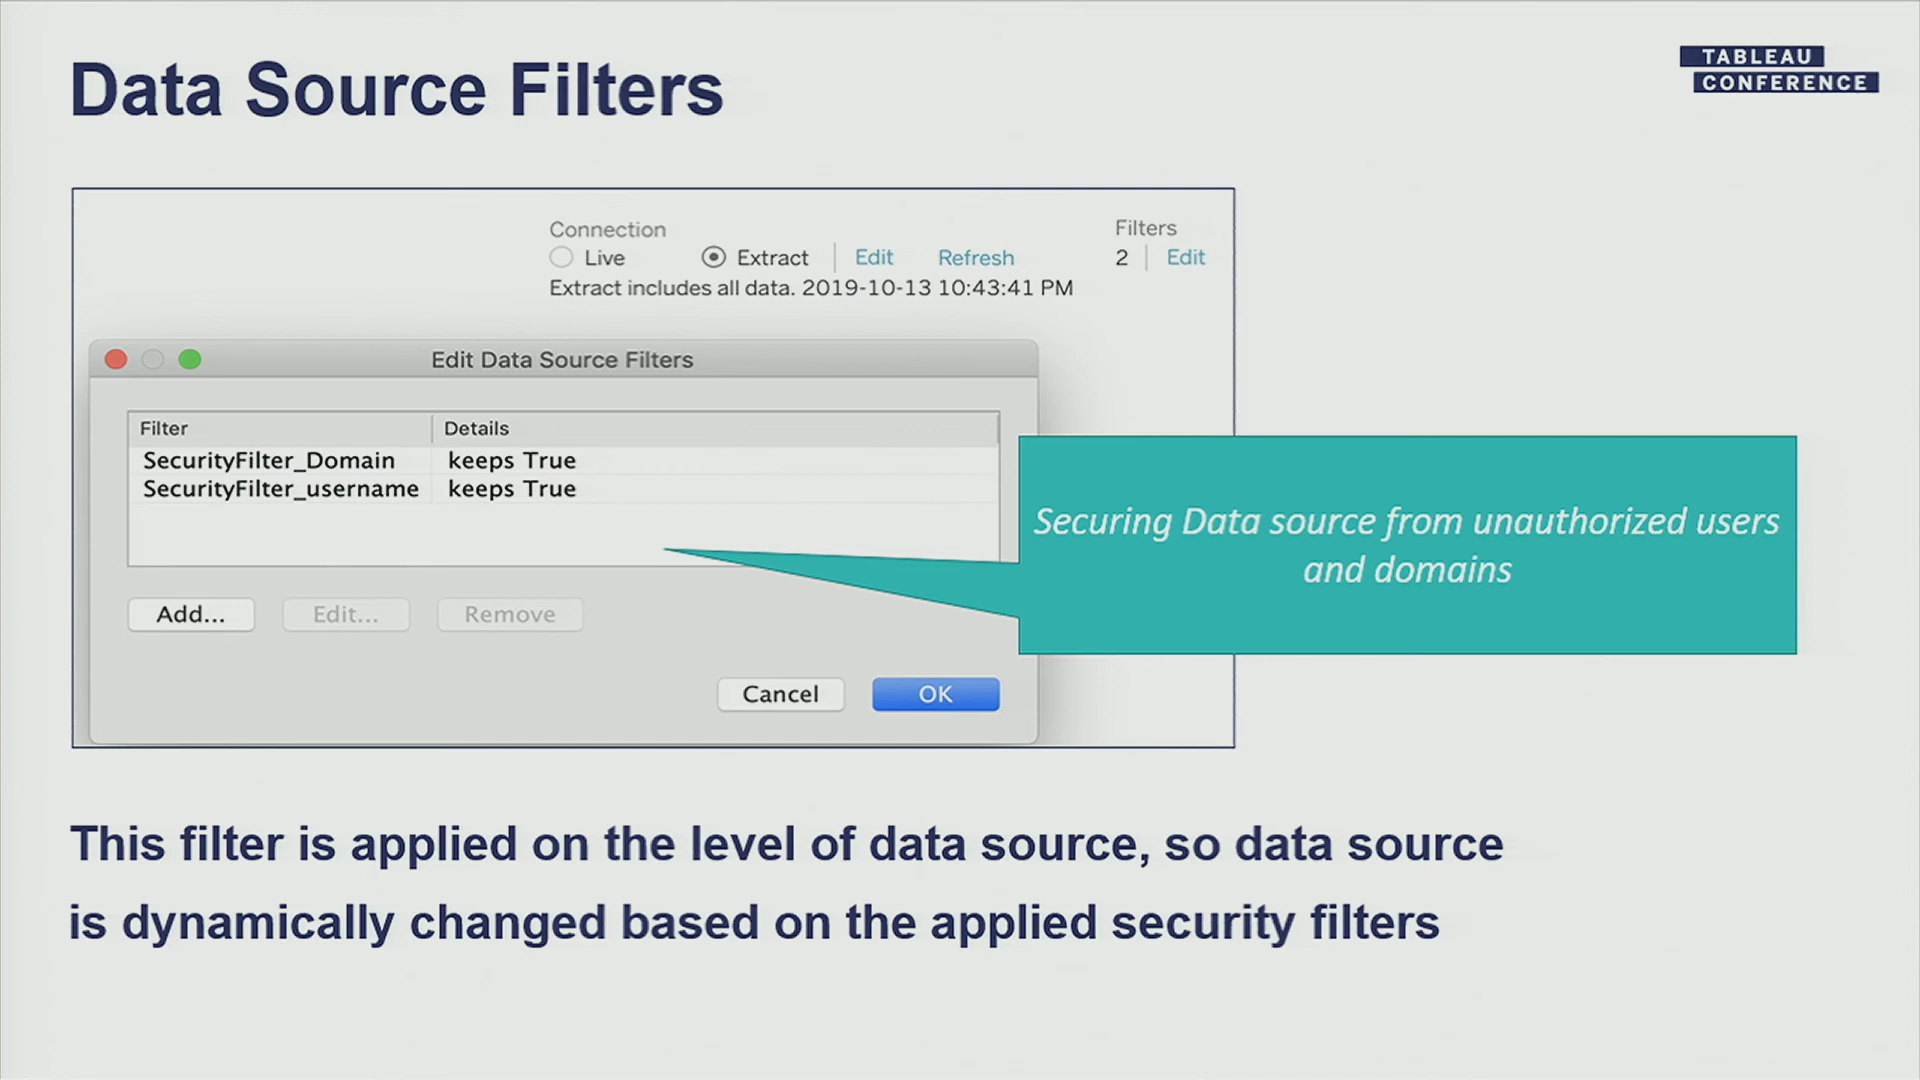 Data Source Filters
TABLEAU
CONFERENCE
Connection
Filters
Live
Extract
Edit
Refresh
2
Edit
Extract includes all data. 2019-10-13 10:43:41 PM
Edit Data Source Filters
Filter
Details
SecurityFilter_Domain
keeps True
SecurityFilter_username
keeps True
Securing Data source from unauthorized users
and domains
Add...
Edit...
Remove
Cancel
OK
This filter is applied on the level of data source, so data source
is dynamically changed based on the applied security filters